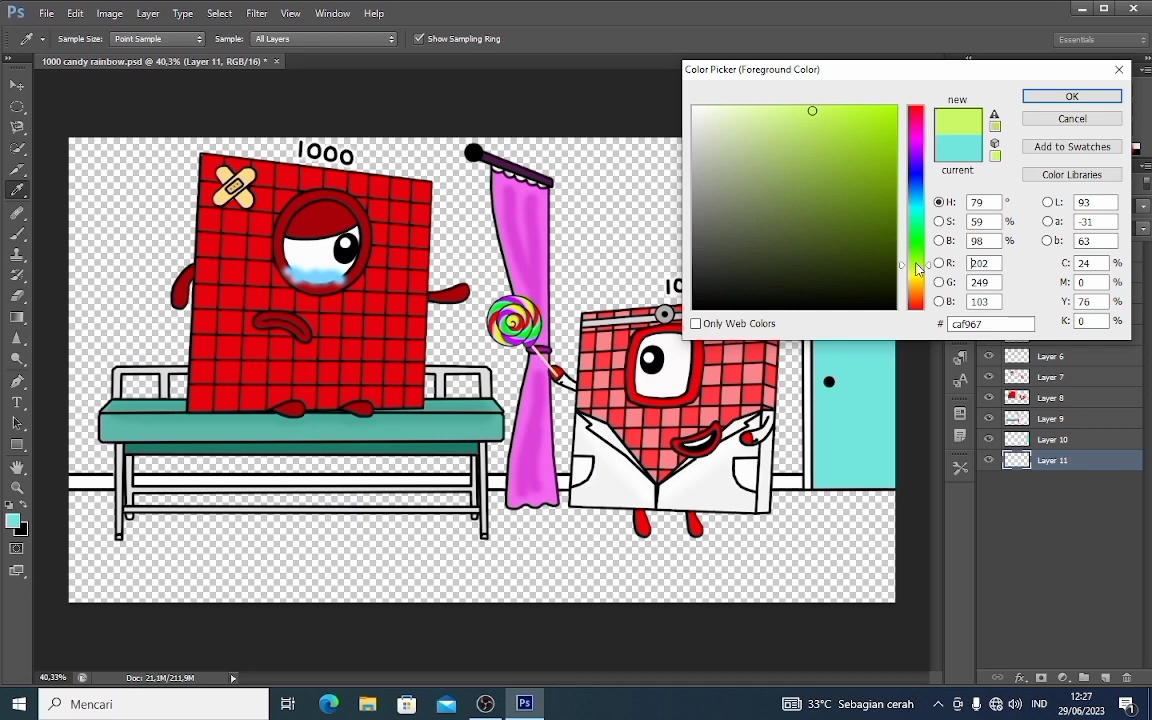 Ps File Edit Image Layer Type Select Filter View Window Help
Sample Size: Point Sample Sample: All Layers Show Sampling Ring Essentials
1000 candy rainbow.psd @ 40,3% (Layer 11, RGB/16) * ×
Color Picker (Foreground Color)
new
current
OK
Cancel
Add to Swatches
Color Libraries
H: 79 ° L: 93
S: 59 % a: -31
B: 98 % b: 63
R: 202 C: 24 %
G: 249 M: 0 %
B: 103 Y: 76 %
K: 0 %
Only Web Colors # caf967
1000
10
Layer 6
Layer 7
Layer 8
Layer 9
Layer 10
Layer 11
40,33% Doc: 21,1M/211,9M
Mencari
Ps
33°C Sebagian cerah
IND
12:27
29/06/2023
1